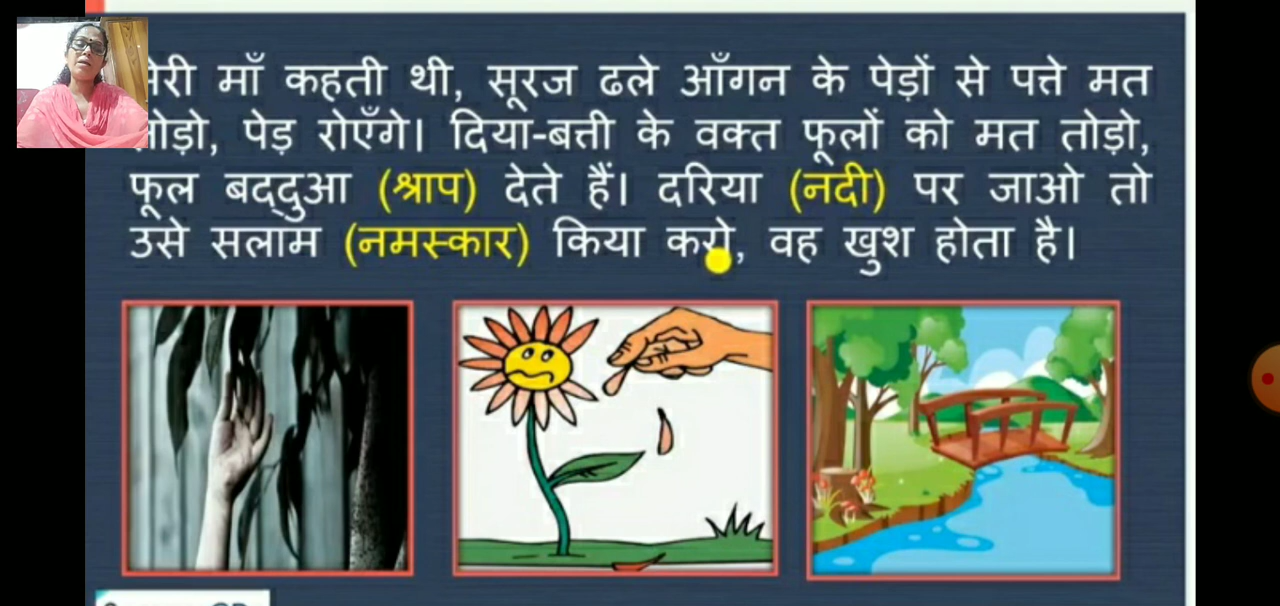 मेरी माँ कहती थी, सूरज ढले आँगन के पेड़ों से पत्ते मत
तोड़ो, पेड़ रोएँगे। दिया-बत्ती के वक्त फूलों को मत तोड़ो,
फूल बद्दुआ (श्राप) देते हैं। दरिया (नदी) पर जाओ तो
उसे सलाम (नमस्कार) किया करो, वह खुश होता है।